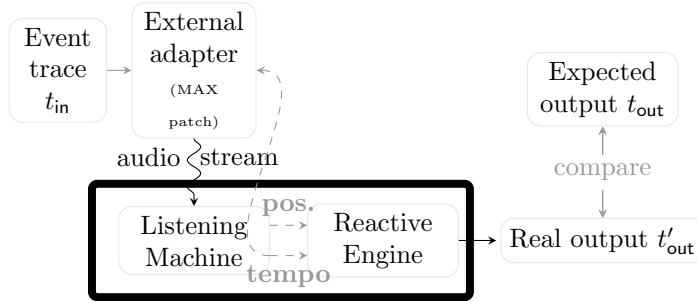 Event
trace
t_in
External
adapter
(MAX
patch)
Expected
output t_out
audio stream
compare
pos.
Listening
Machine
Reactive
Engine
tempo
Real output t′_out